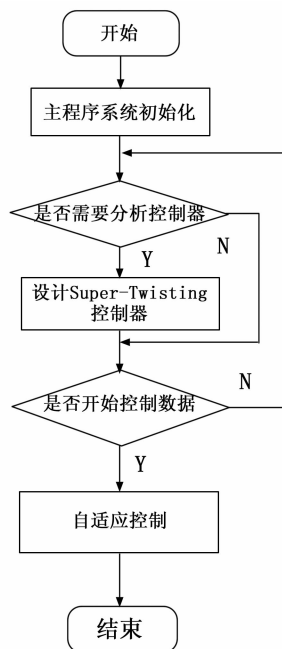 开始
主程序系统初始化
是否需要分析控制器
N
Y
设计Super-Twisting
控制器
是否开始控制数据
N
Y
自适应控制
结束